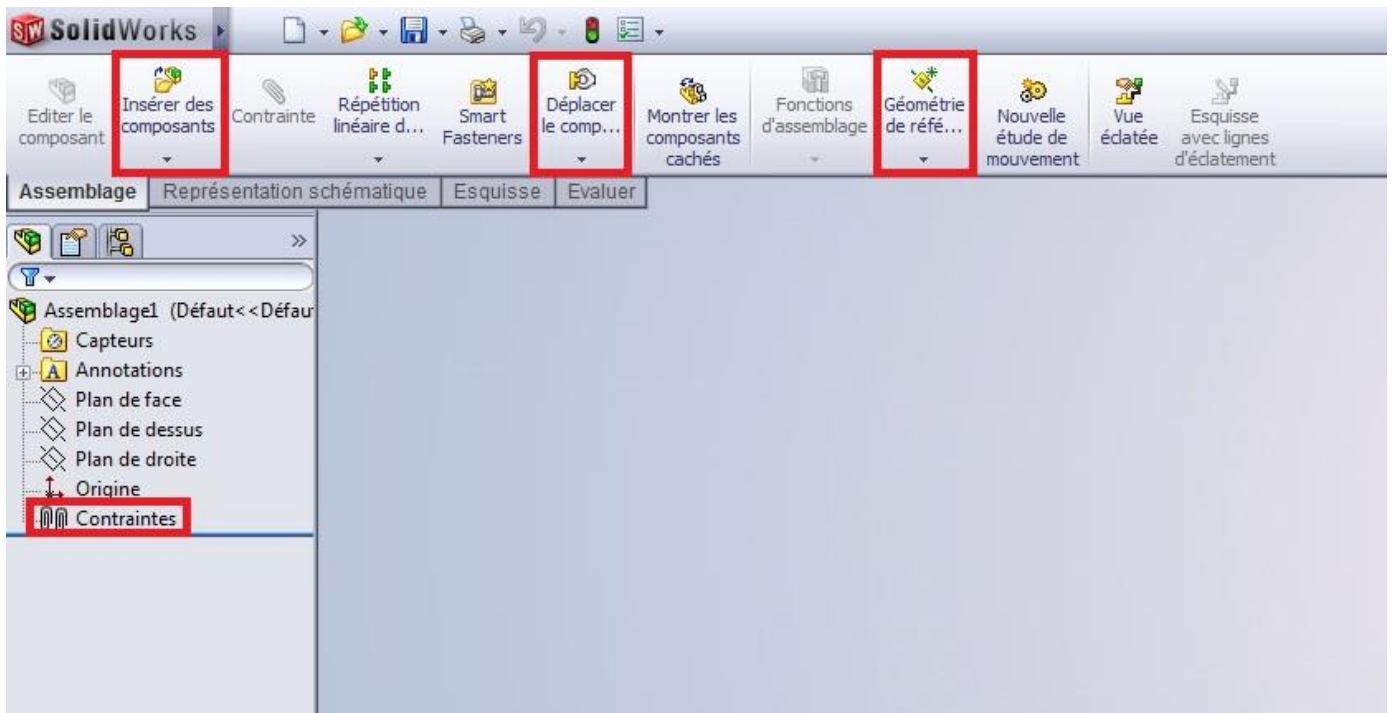 SolidWorks
Editer le
composant
Insérer des
composants
Contrainte
Répétition
linéaire d...
Smart
Fasteners
Déplacer
le comp...
Montrer les
composants
cachés
Fonctions
d'assemblage
Géométrie
de réfé...
Nouvelle
étude de
mouvement
Vue
éclatée
Esquisse
avec lignes
d'éclatement
Assemblage Représentation schématique Esquisse Evaluer
Assemblage1 (Défaut<<Défau
Capteurs
Annotations
Plan de face
Plan de dessus
Plan de droite
Origine
Contraintes